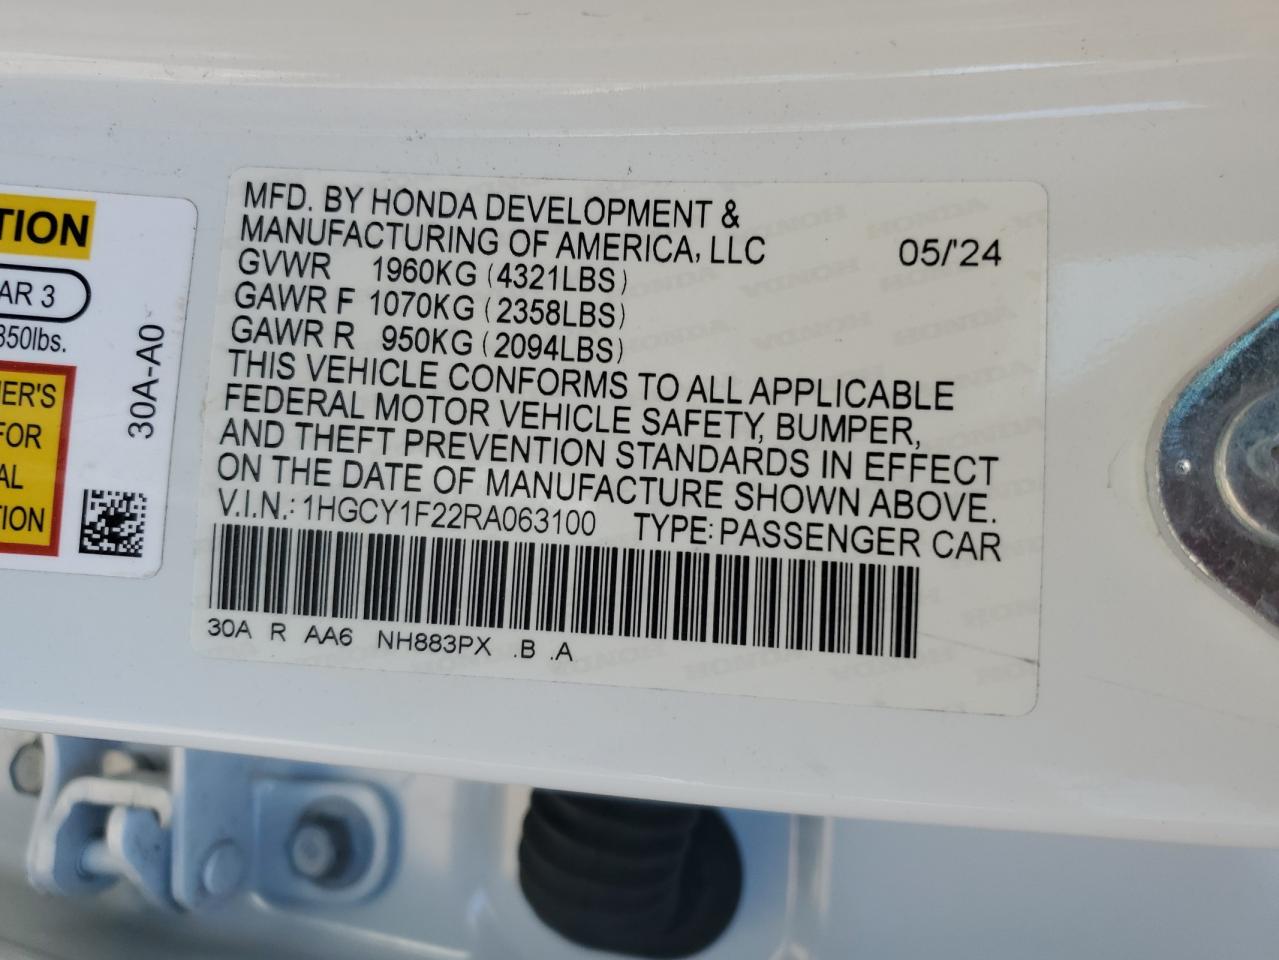 MFD. BY HONDA DEVELOPMENT &
MANUFACTURING OF AMERICA, LLC 05/'24
GVWR 1960KG (4321LBS)
GAWR F 1070KG (2358LBS)
GAWR R 950KG (2094LBS)
THIS VEHICLE CONFORMS TO ALL APPLICABLE
FEDERAL MOTOR VEHICLE SAFETY, BUMPER,
AND THEFT PREVENTION STANDARDS IN EFFECT
ON THE DATE OF MANUFACTURE SHOWN ABOVE.
V.I.N.: 1HGCY1F22RA063100 TYPE: PASSENGER CAR
30A R AA6 NH883PX .B .A
TION
AR 3
350lbs.
ER'S
FOR
AL
TION
30A-A0